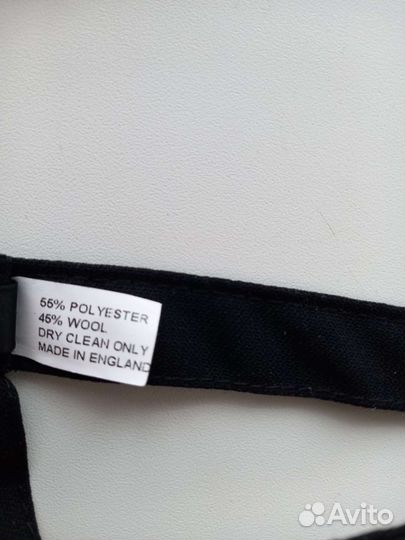 55% POLYESTER
45% WOOL
DRY CLEAN ONLY
MADE IN ENGLAND
Avito